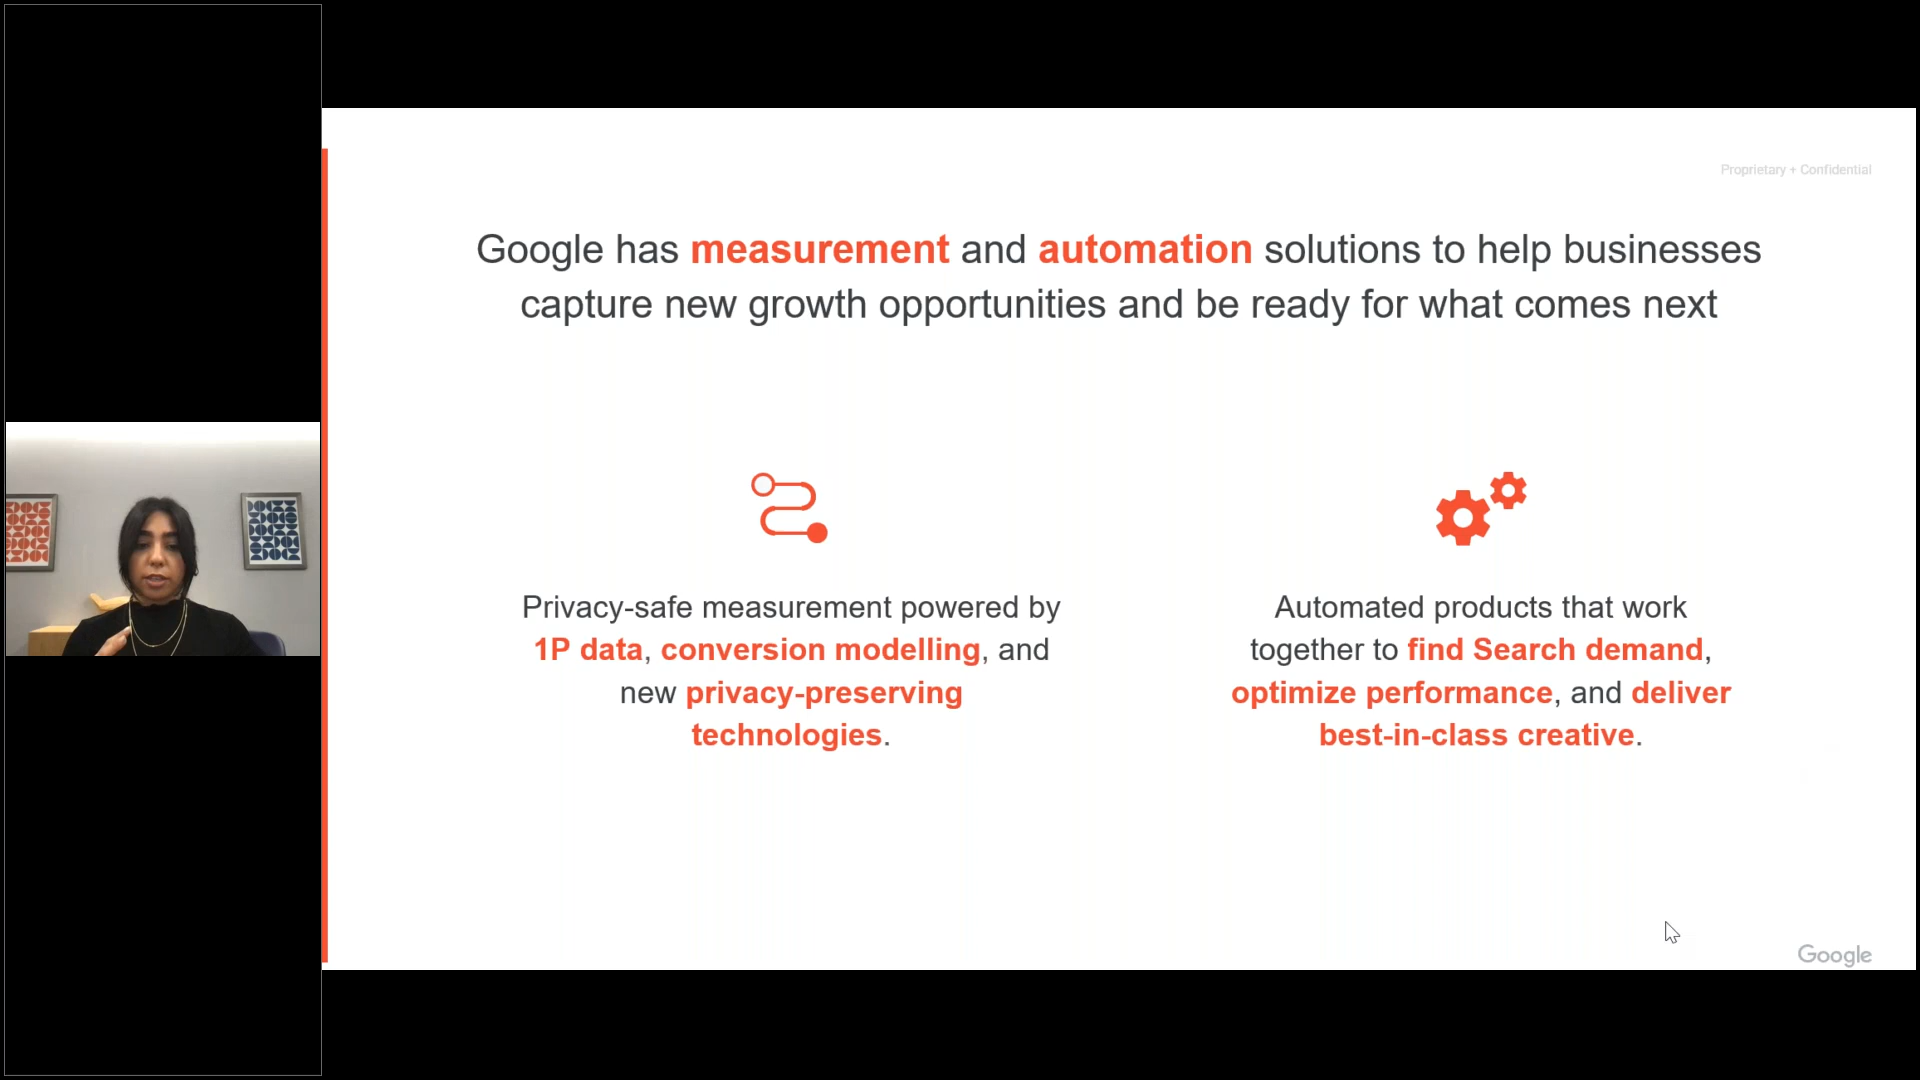 Proprietary + Confidential
Google has measurement and automation solutions to help businesses
capture new growth opportunities and be ready for what comes next
Privacy-safe measurement powered by
1P data, conversion modelling, and
new privacy-preserving
technologies.
Automated products that work
together to find Search demand,
optimize performance, and deliver
best-in-class creative.
Google